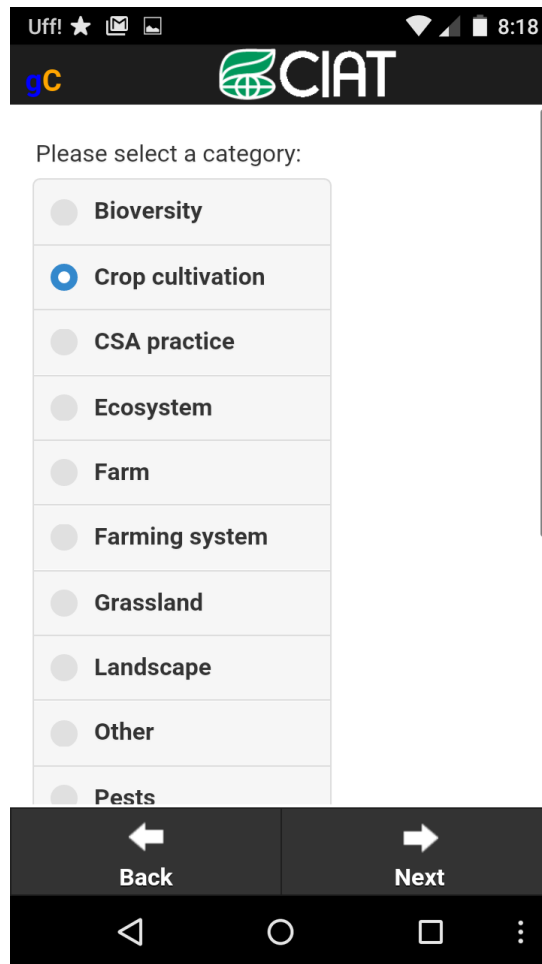 Uff! 8:18
gC CIAT
Please select a category:
Bioversity
Crop cultivation
CSA practice
Ecosystem
Farm
Farming system
Grassland
Landscape
Other
Pests
Back Next